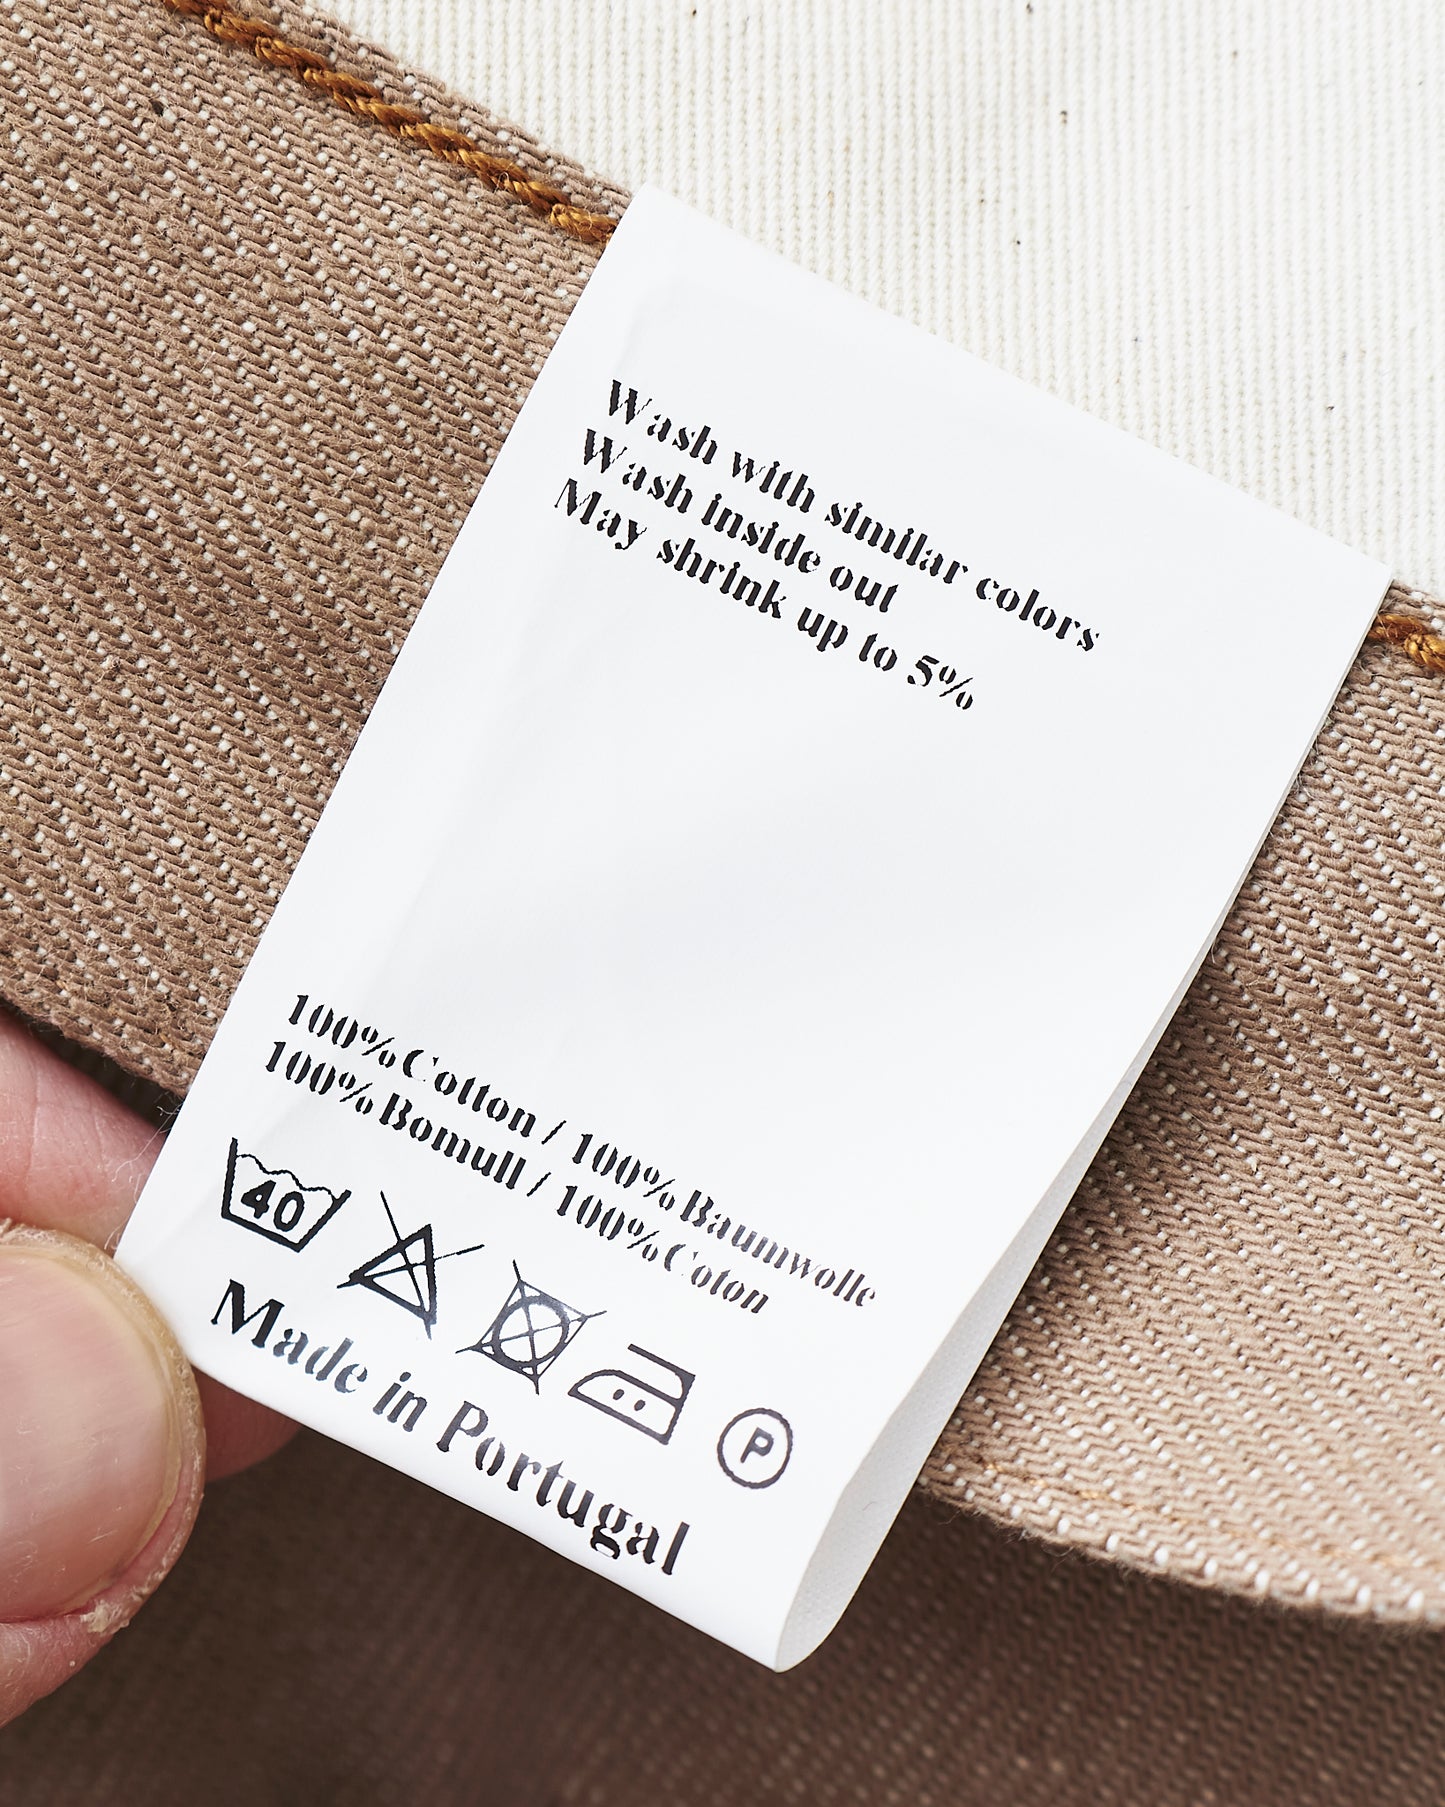 Wash with similar colors
Wash inside out
May shrink up to 5%
100% Cotton / 100% Baumwolle
100% Bomull / 100% Coton
40
P
Made in Portugal